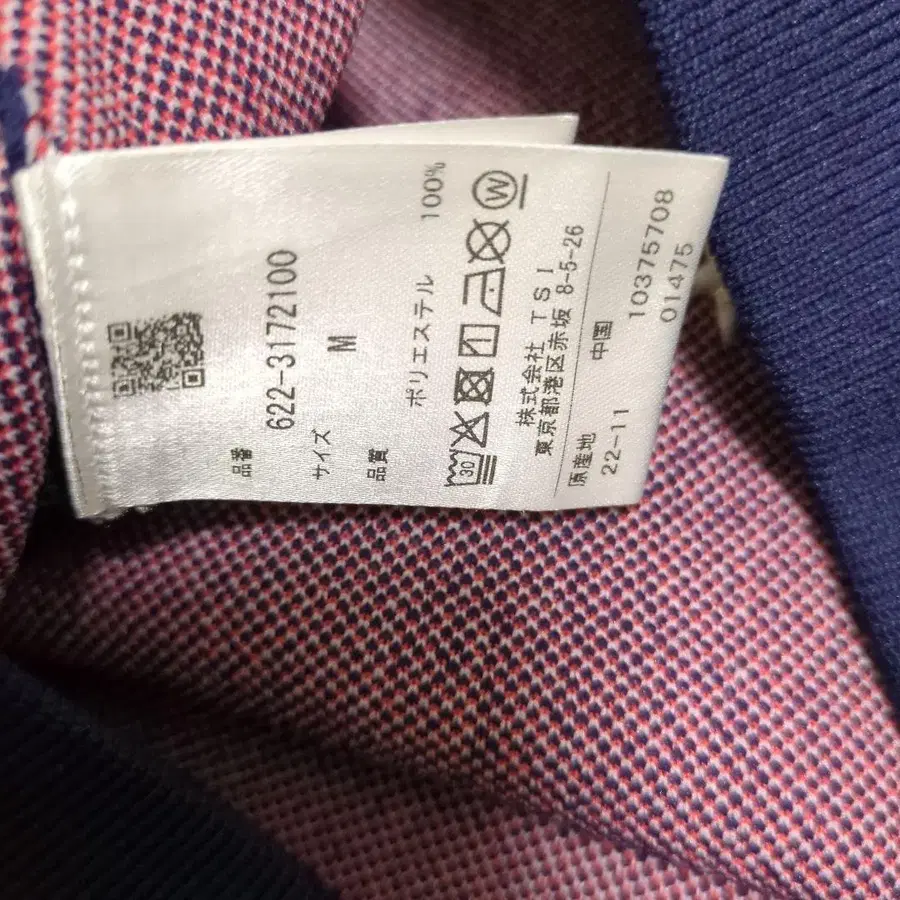 品番
622-3172100
サイズ M
品質
ポリエステル 100%
30
W
株式会社 TSI
東京都港区赤坂 8-5-26
原産地 中国
22-11 10375708
01475